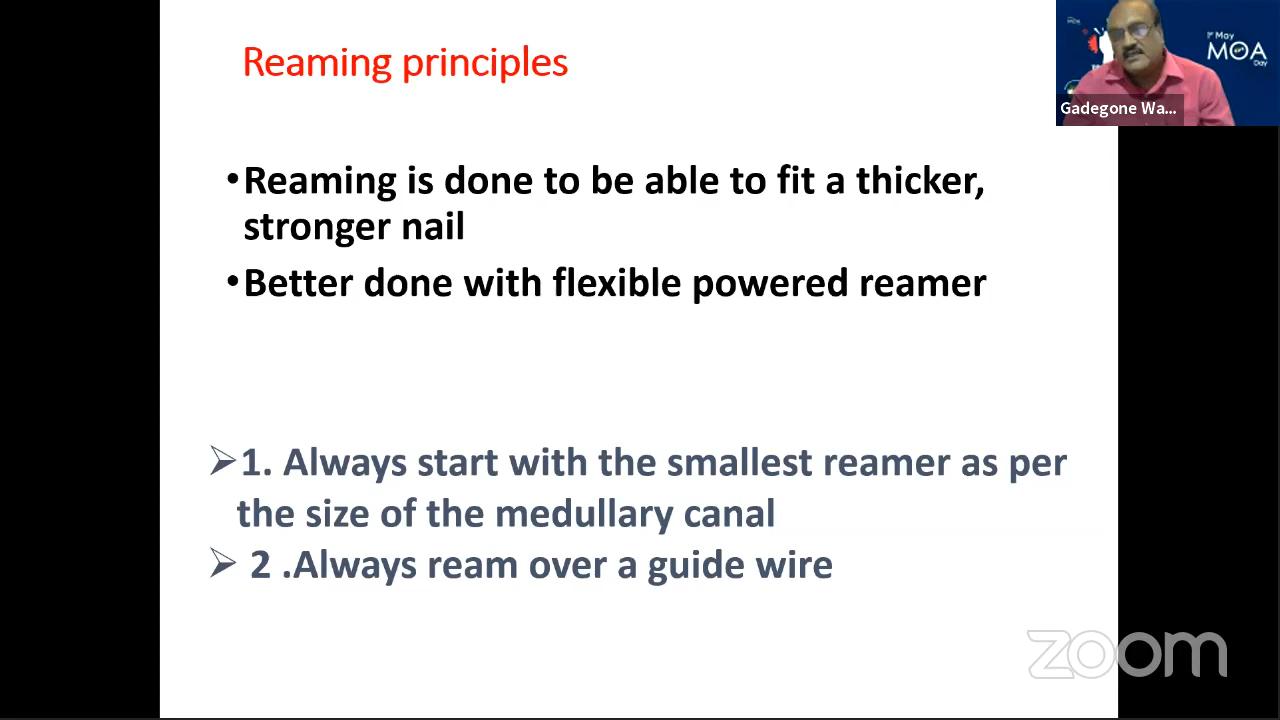 Reaming principles
1st May
MOA
Day
Gadegone Wa...
•Reaming is done to be able to fit a thicker,
stronger nail
•Better done with flexible powered reamer
➢1. Always start with the smallest reamer as per
the size of the medullary canal
➢ 2 .Always ream over a guide wire
zoom